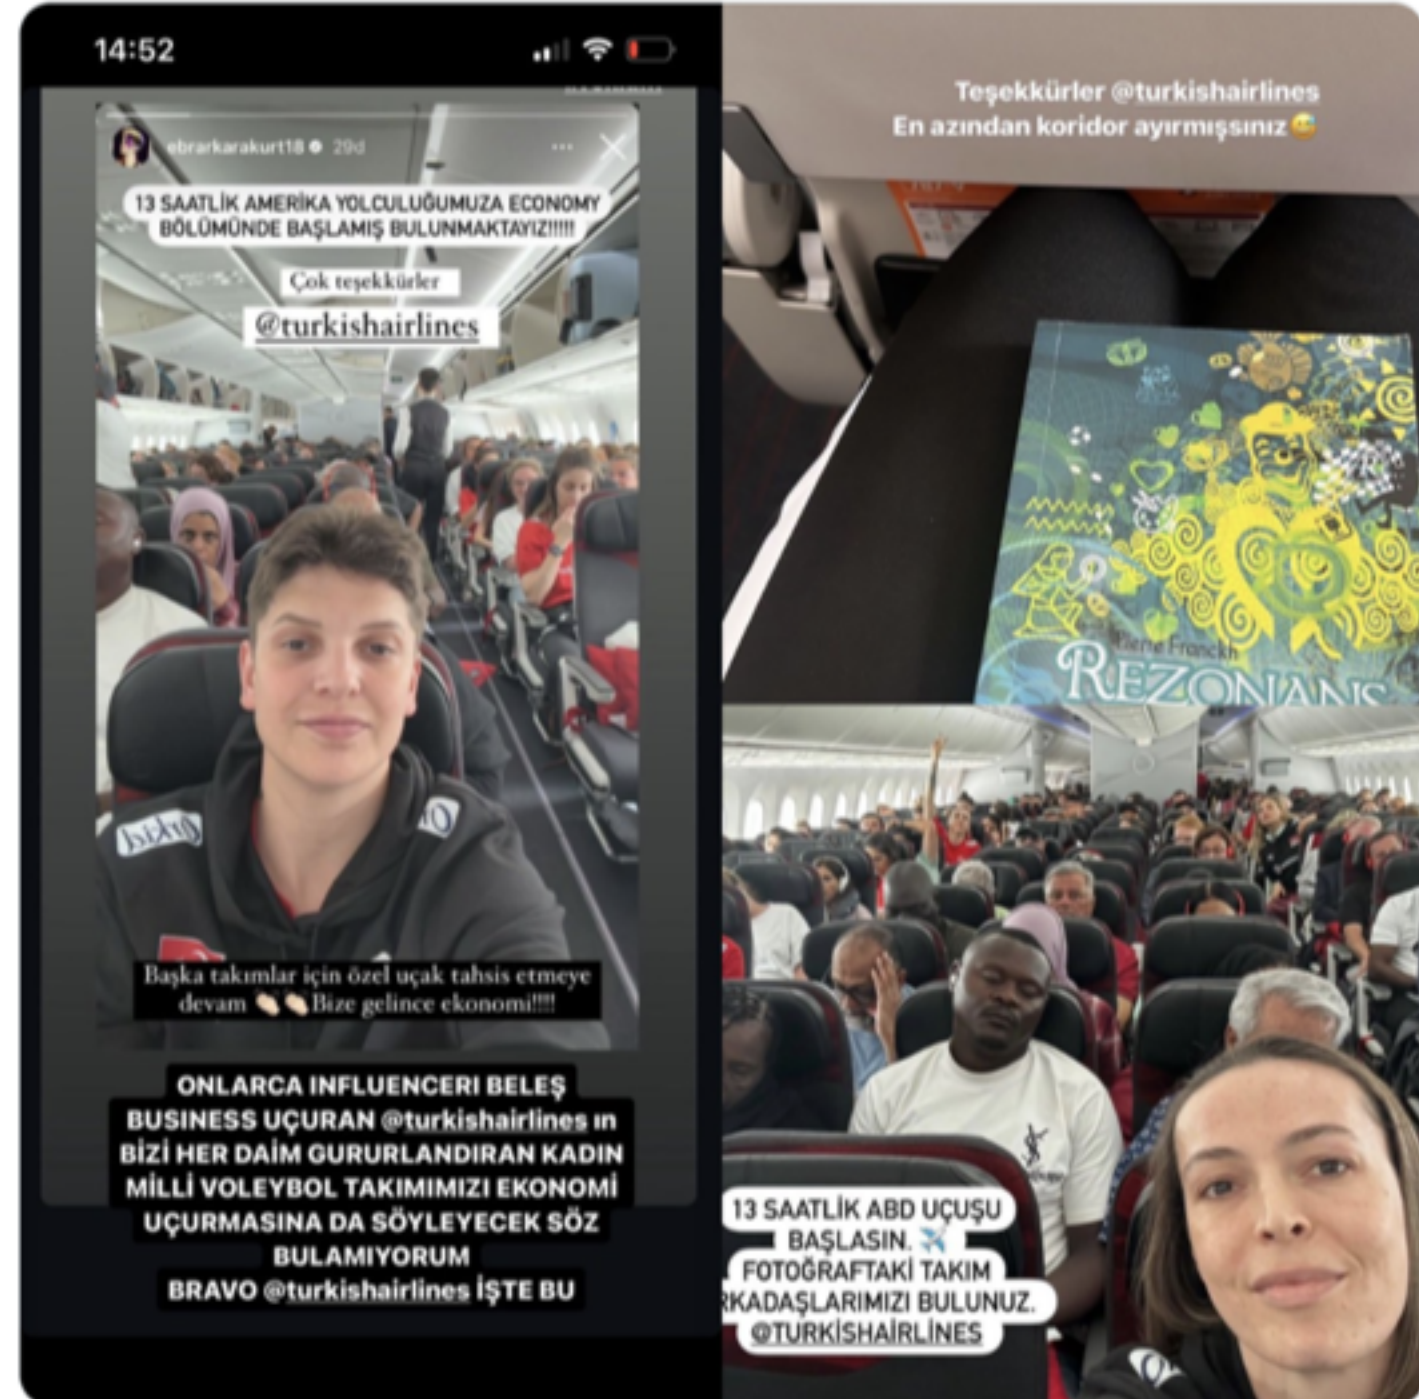 14:52
ebrarkarakurt18 29d
13 SAATLİK AMERİKA YOLCULUĞUMUZA ECONOMY
BÖLÜMÜNDE BAŞLAMIŞ BULUNMAKTAYIZ!!!!!
Çok teşekkürler
@turkishairlines
Başka takımlar için özel uçak tahsis etmeye
devam 👏🏻👏🏻Bize gelince ekonomi!!!!
ONLARCA INFLUENCERI BELEŞ
BUSINESS UÇURAN @turkishairlines ın
BİZİ HER DAİM GURURLANDIRAN KADIN
MİLLİ VOLEYBOL TAKIMIMIZI EKONOMİ
UÇURMASINA DA SÖYLEYECEK SÖZ
BULAMIYORUM
BRAVO @turkishairlines İŞTE BU
Teşekkürler @turkishairlines
En azından koridor ayırmışsınız😅
Pierre Franckh
REZONANS
13 SAATLİK ABD UÇUŞU
BAŞLASIN. ✈️
FOTOĞRAFTAKİ TAKIM
RKADAŞLARIMIZI BULUNUZ.
@TURKİSHAİRLİNES